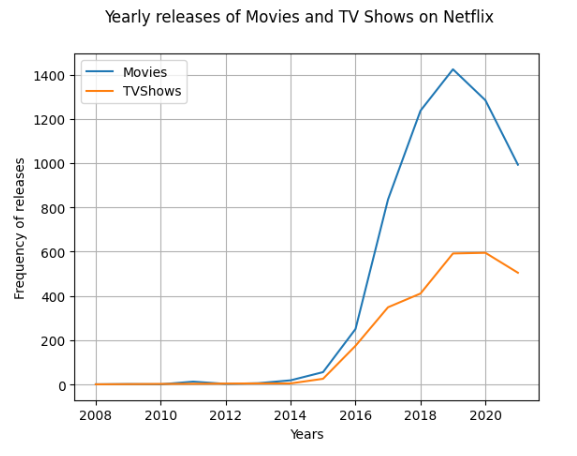 Yearly releases of Movies and TV Shows on Netflix
Movies
TVShows
1400
1200
1000
800
600
400
200
0
Frequency of releases
2008 2010 2012 2014 2016 2018 2020
Years